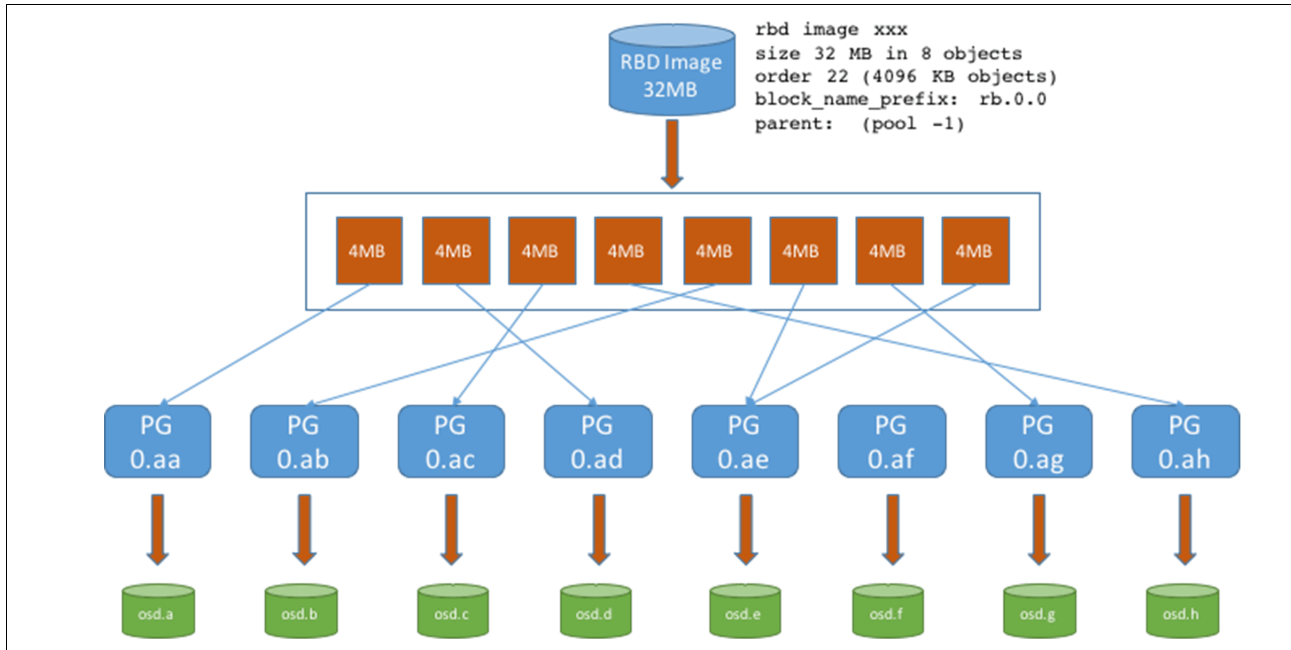 RBD Image
32MB
rbd image xxx
size 32 MB in 8 objects
order 22 (4096 KB objects)
block_name_prefix: rb.0.0
parent: (pool -1)
4MB
4MB
4MB
4MB
4MB
4MB
4MB
4MB
PG
0.aa
PG
0.ab
PG
0.ac
PG
0.ad
PG
0.ae
PG
0.af
PG
0.ag
PG
0.ah
osd.a
osd.b
osd.c
osd.d
osd.e
osd.f
osd.g
osd.h